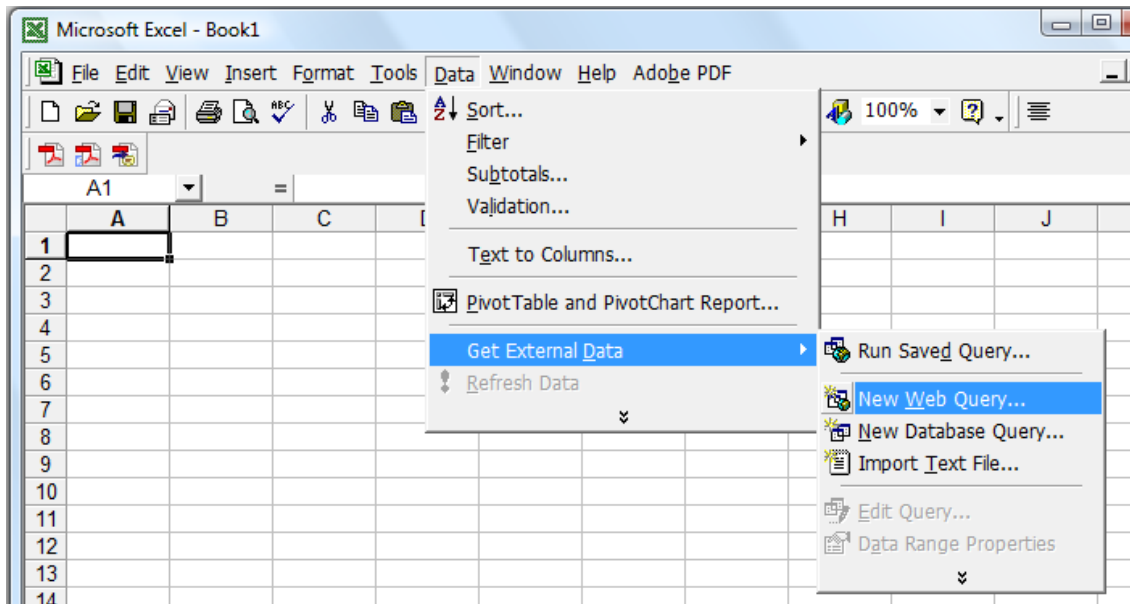 Microsoft Excel - Book1
File Edit View Insert Format Tools Data Window Help Adobe PDF
ABC
A Z Sort...
100%
Filter
Subtotals...
A1 =
Validation...
A B C H I J
1
Text to Columns...
2
3 PivotTable and PivotChart Report...
4
5 Get External Data Run Saved Query...
6 Refresh Data
7 New Web Query...
8 New Database Query...
9 Import Text File...
10
11 Edit Query...
12 Data Range Properties
13
14